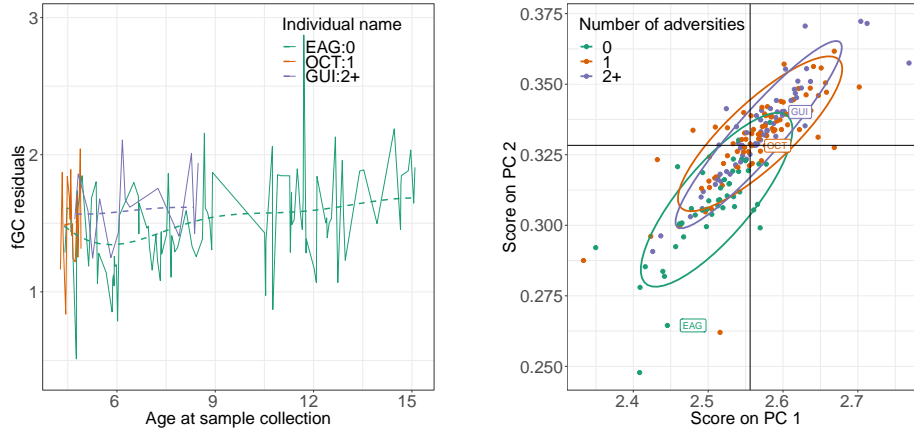 Individual name
EAG:0
OCT:1
GUI:2+
3
2
1
fGC residuals
6
9
12
15
Age at sample collection
Number of adversities
0
1
2+
GUI
OCT
EAG
0.375
0.350
0.325
0.300
0.275
0.250
Score on PC 2
2.4
2.5
2.6
2.7
Score on PC 1